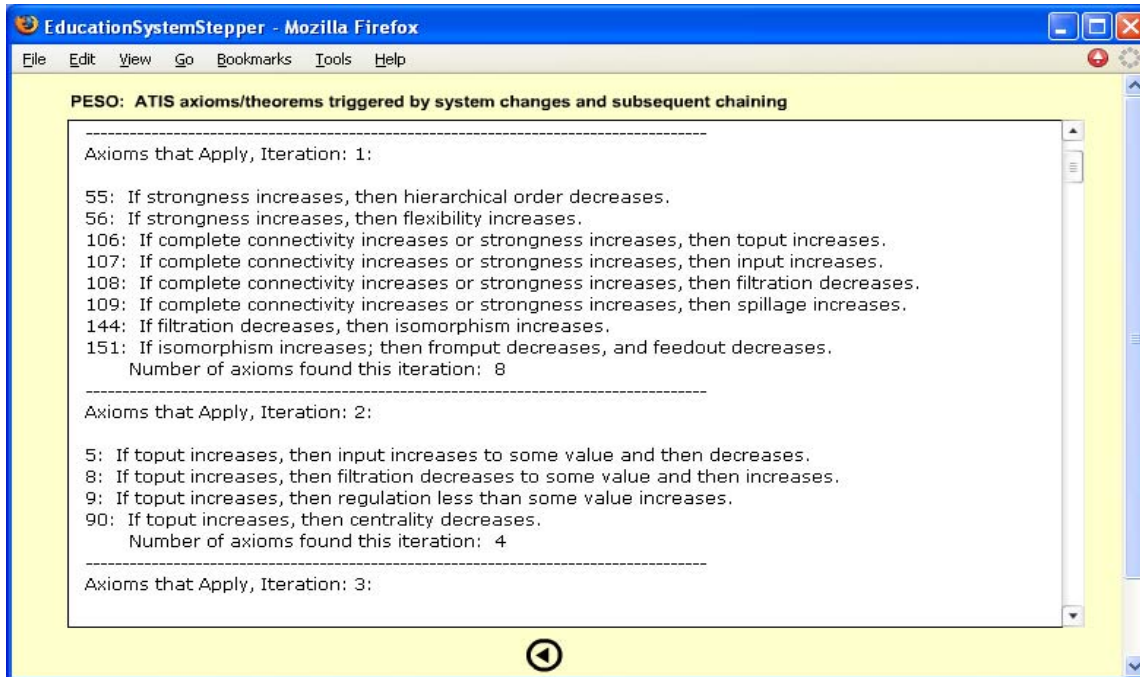 EducationSystemStepper - Mozilla Firefox
File Edit View Go Bookmarks Tools Help
PESO: ATIS axioms/theorems triggered by system changes and subsequent chaining
-------------------------------------------------------------------------------------
Axioms that Apply, Iteration: 1:
55: If strongness increases, then hierarchical order decreases.
56: If strongness increases, then flexibility increases.
106: If complete connectivity increases or strongness increases, then toput increases.
107: If complete connectivity increases or strongness increases, then input increases.
108: If complete connectivity increases or strongness increases, then filtration decreases.
109: If complete connectivity increases or strongness increases, then spillage increases.
144: If filtration decreases, then isomorphism increases.
151: If isomorphism increases; then fromput decreases, and feedout decreases.
Number of axioms found this iteration: 8
-------------------------------------------------------------------------------------
Axioms that Apply, Iteration: 2:
5: If toput increases, then input increases to some value and then decreases.
8: If toput increases, then filtration decreases to some value and then increases.
9: If toput increases, then regulation less than some value increases.
90: If toput increases, then centrality decreases.
Number of axioms found this iteration: 4
-------------------------------------------------------------------------------------
Axioms that Apply, Iteration: 3: